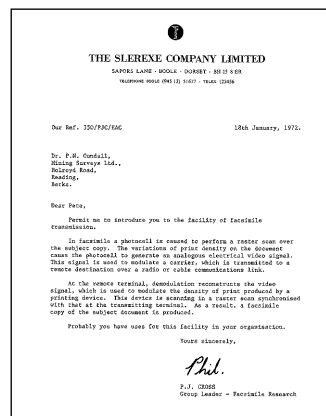 THE SLEREXE COMPANY LIMITED
SAPORS LANE - BOOLE - DORSET - BH 25 8 ER
TELEPHONE BOOLE (945 13) 51617 - TELEX 123456
Our Ref. 350/PJC/EAC 18th January, 1972.
Dr. P.N. Cundall,
Mining Surveys Ltd.,
Holroyd Road,
Reading,
Berks.
Dear Pete,
Permit me to introduce you to the facility of facsimile
transmission.
In facsimile a photocell is caused to perform a raster scan over
the subject copy. The variations of print density on the document
cause the photocell to generate an analogous electrical video signal.
This signal is used to modulate a carrier, which is transmitted to a
remote destination over a radio or cable communications link.
At the remote terminal, demodulation reconstructs the video
signal, which is used to modulate the density of print produced by a
printing device. This device is scanning in a raster scan synchronised
with that at the transmitting terminal. As a result, a facsimile
copy of the subject document is produced.
Probably you have uses for this facility in your organisation.
Yours sincerely,
Phil.
P.J. CROSS
Group Leader - Facsimile Research